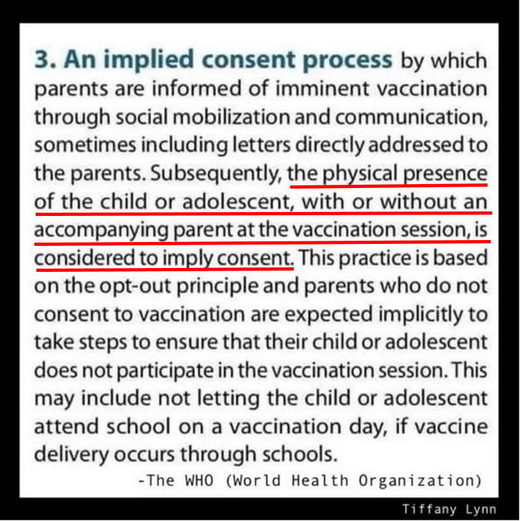 3. An implied consent process by which
parents are informed of imminent vaccination
through social mobilization and communication,
sometimes including letters directly addressed to
the parents. Subsequently, the physical presence
of the child or adolescent, with or without an
accompanying parent at the vaccination session, is
considered to imply consent. This practice is based
on the opt-out principle and parents who do not
consent to vaccination are expected implicitly to
take steps to ensure that their child or adolescent
does not participate in the vaccination session. This
may include not letting the child or adolescent
attend school on a vaccination day, if vaccine
delivery occurs through schools.
-The WHO (World Health Organization)
Tiffany Lynn